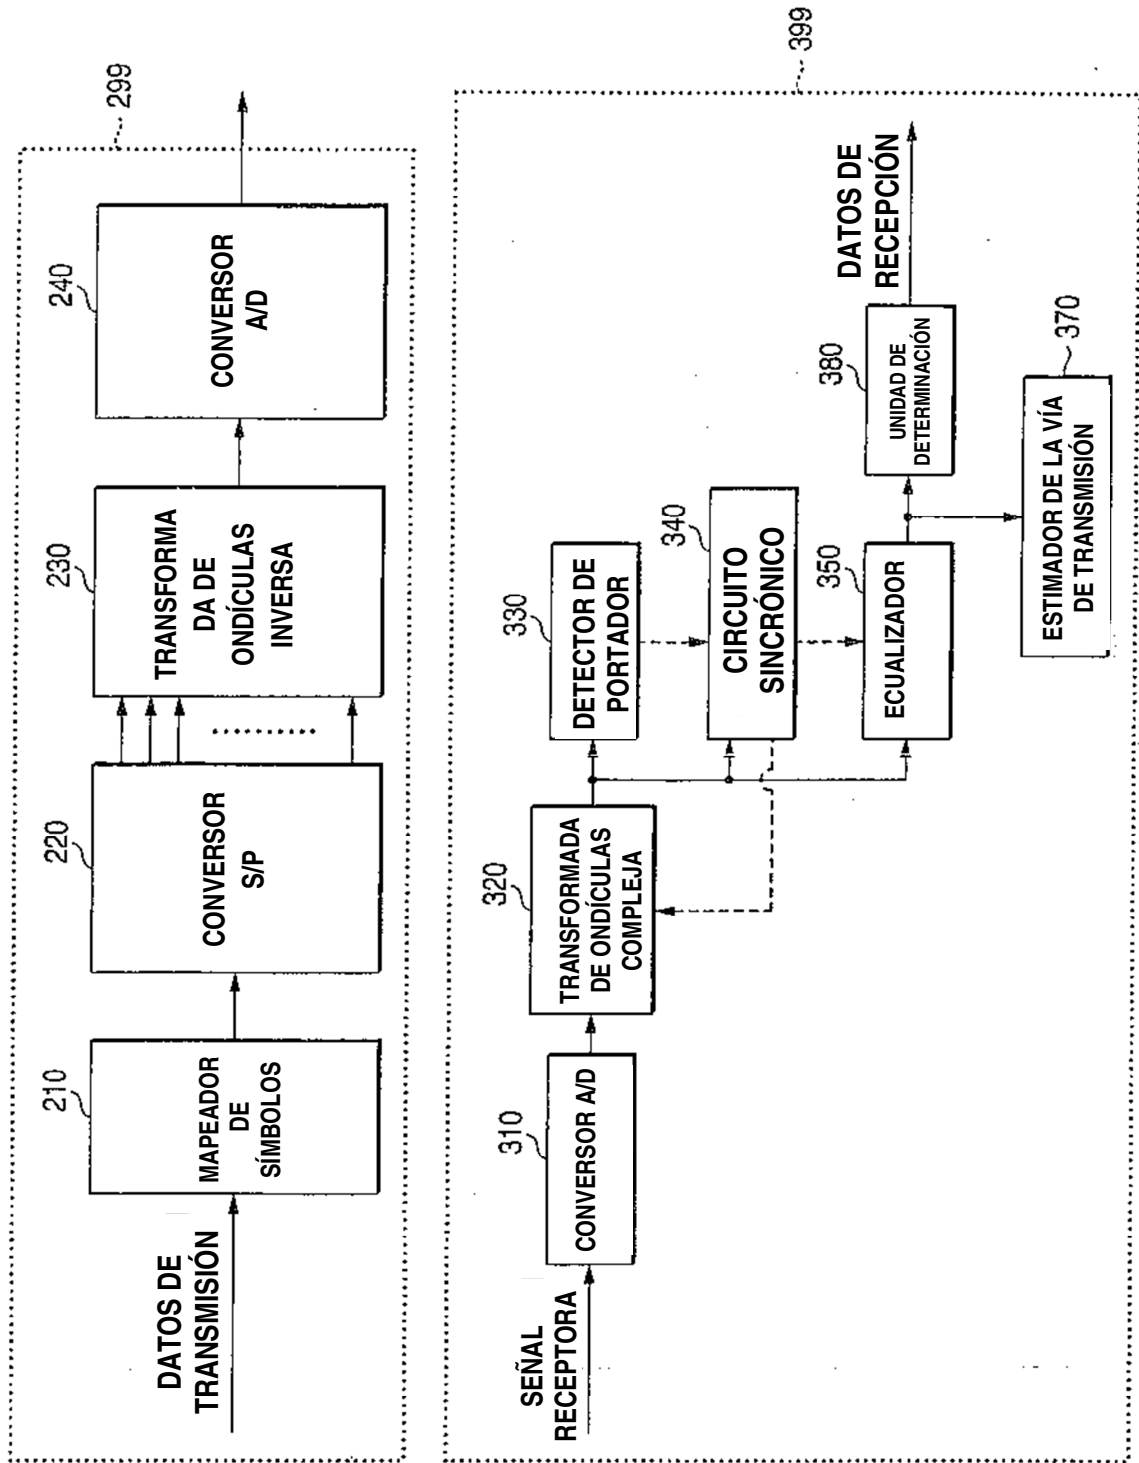 299
DATOS DE
TRANSMISIÓN
210
MAPEADOR
DE
SÍMBOLOS
220
CONVERSOR
S/P
230
TRANSFORMA
DA DE
ONDÍCULAS
INVERSA
240
CONVERSOR
A/D
399
SEÑAL
RECEPTORA
310
CONVERSOR A/D
320
TRANSFORMADA
DE ONDÍCULAS
COMPLEJA
330
DETECTOR DE
PORTADOR
340
CIRCUITO
SINCRÓNICO
350
ECUALIZADOR
380
UNIDAD DE
DETERMINACIÓN
DATOS DE
RECEPCIÓN
370
ESTIMADOR DE LA VÍA
DE TRANSMISIÓN